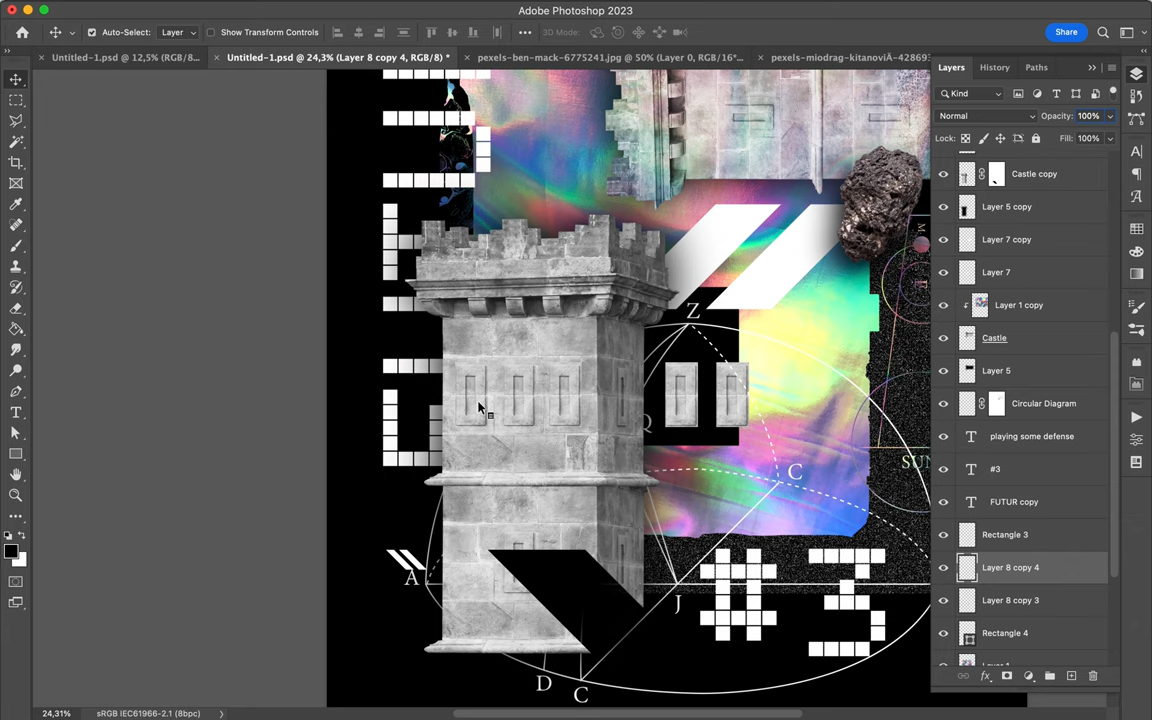 Adobe Photoshop 2023
Auto-Select:
Layer
Show Transform Controls
3D Mode:
Share
Untitled-1.psd @ 12,5% (RGB/8...
Untitled-1.psd @ 24,3% (Layer 8 copy 4, RGB/8) *
pexels-ben-mack-6775241.jpg @ 50% (Layer 0, RGB/16*...
Layers
History
Paths
Kind
Normal
Opacity:
100%
Lock:
Fill:
100%
Castle copy
Layer 5 copy
Layer 7 copy
Layer 7
Layer 1 copy
Castle
Layer 5
Circular Diagram
playing some defense
#3
FUTUR copy
Rectangle 3
Layer 8 copy 4
Layer 8 copy 3
Rectangle 4
Z
Q
C
SUN
A
J
#3
D
C
24,31%
sRGB IEC61966-2.1 (8bpc)